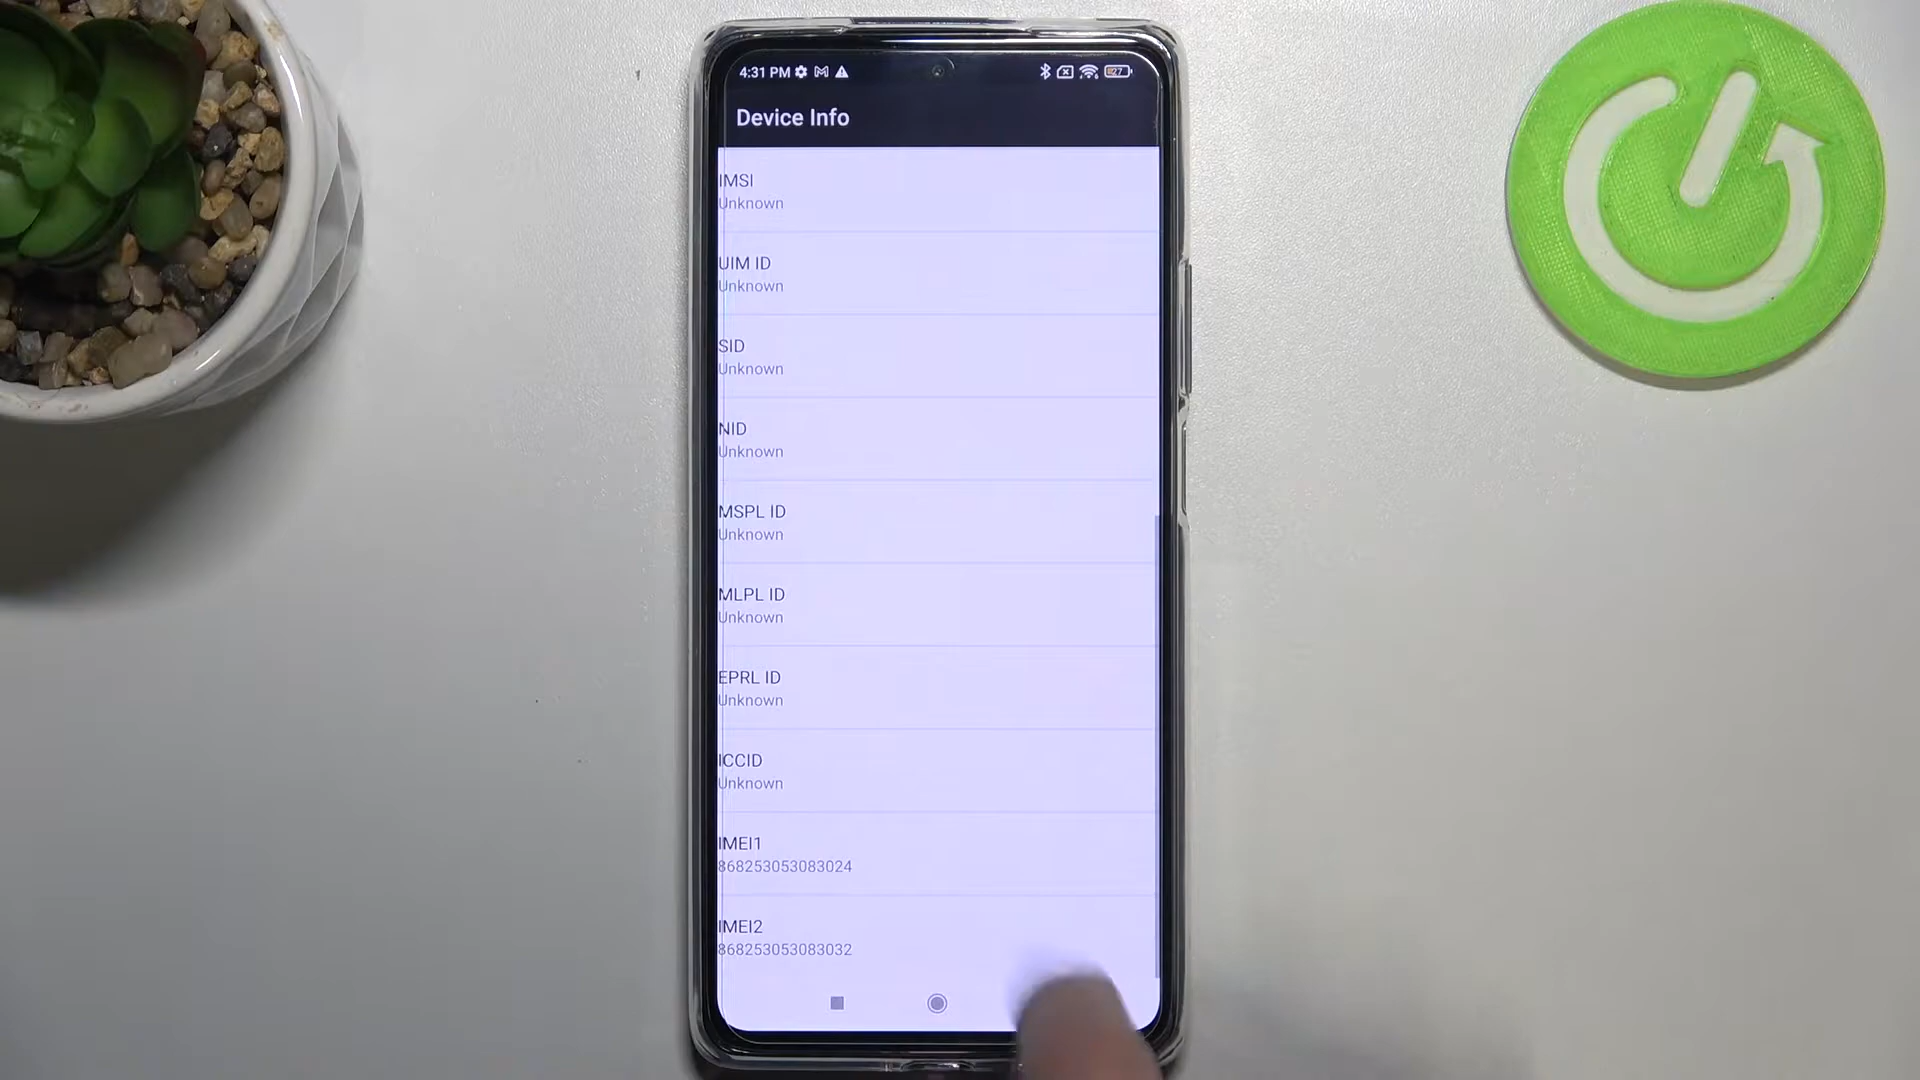 4:31 PM
27
Device Info
IMSI
Unknown
UIM ID
Unknown
SID
Unknown
NID
Unknown
MSPL ID
Unknown
MLPL ID
Unknown
EPRL ID
Unknown
ICCID
Unknown
IMEI1
868253053083024
IMEI2
868253053083032